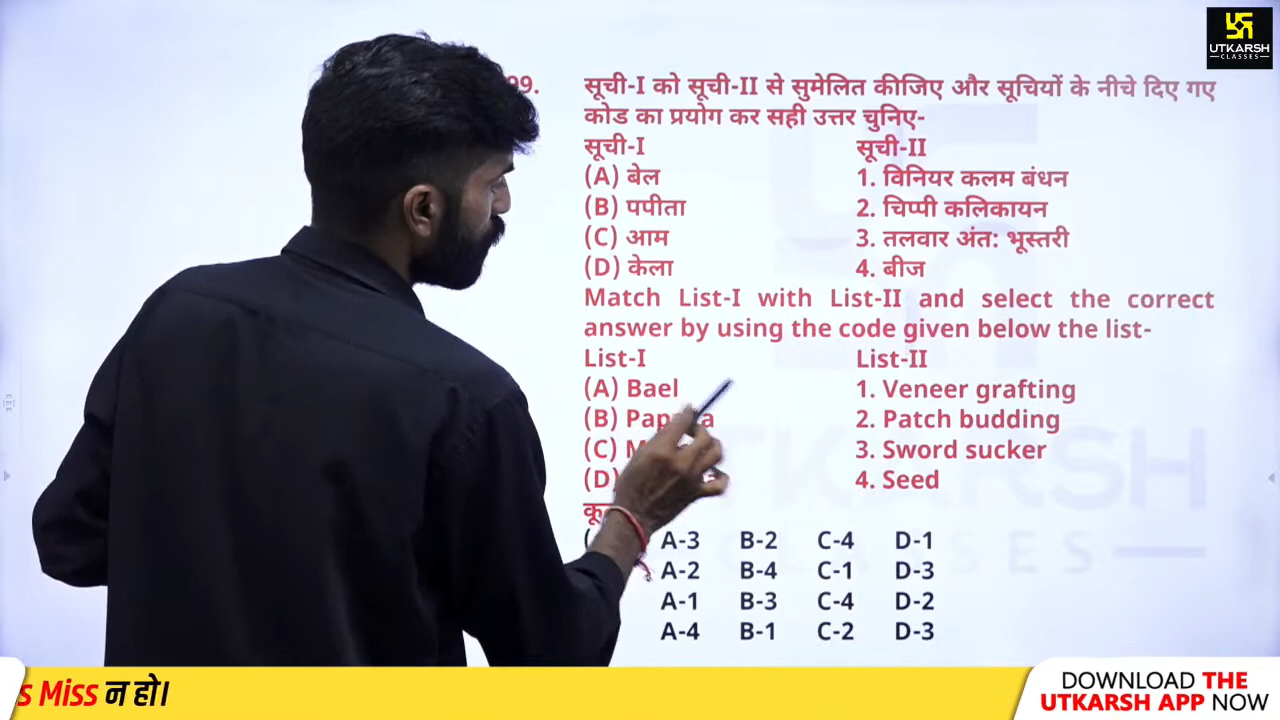 UTKARSH
CLASSES
99. सूची-I को सूची-II से सुमेलित कीजिए और सूचियों के नीचे दिए गए
कोड का प्रयोग कर सही उत्तर चुनिए-
सूची-I सूची-II
(A) बेल 1. विनियर कलम बंधन
(B) पपीता 2. चिप्पी कलिकायन
(C) आम 3. तलवार अंत: भूस्तरी
(D) केला 4. बीज
Match List-I with List-II and select the correct
answer by using the code given below the list-
List-I List-II
(A) Bael 1. Veneer grafting
(B) 2. Patch budding
(C) 3. Sword sucker
(D) 4. Seed
A-3 B-2 C-4 D-1
A-2 B-4 C-1 D-3
A-1 B-3 C-4 D-2
A-4 B-1 C-2 D-3
UTKARSH
CLASSES
Miss न हो।
DOWNLOAD THE
UTKARSH APP NOW